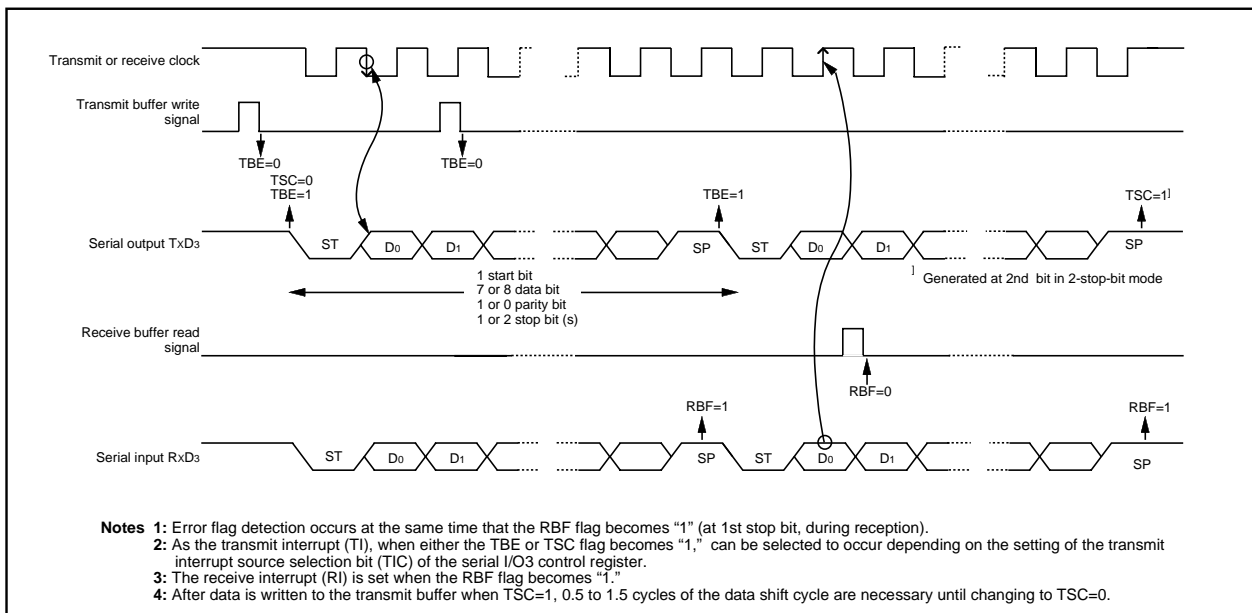 Transmit or receive clock
Transmit buffer write
signal
TBE=0
TBE=0
TSC=0
TBE=1
TBE=1
TSC=1]
Serial output TXD3
ST
D0
D1
SP
ST
D0
D1
SP
1 start bit
7 or 8 data bit
1 or 0 parity bit
1 or 2 stop bit (s)
] Generated at 2nd bit in 2-stop-bit mode
Receive buffer read
signal
RBF=0
RBF=1
RBF=1
Serial input RXD3
ST
D0
D1
SP
ST
D0
D1
SP
Notes 1: Error flag detection occurs at the same time that the RBF flag becomes “1” (at 1st stop bit, during reception).
2: As the transmit interrupt (TI), when either the TBE or TSC flag becomes “1,” can be selected to occur depending on the setting of the transmit
interrupt source selection bit (TIC) of the serial I/O3 control register.
3: The receive interrupt (RI) is set when the RBF flag becomes “1.”
4: After data is written to the transmit buffer when TSC=1, 0.5 to 1.5 cycles of the data shift cycle are necessary until changing to TSC=0.